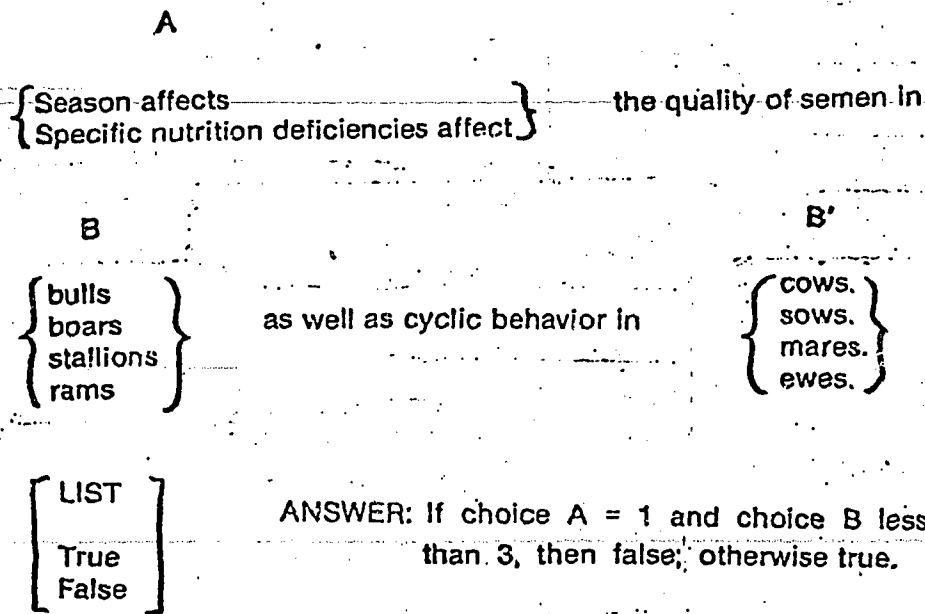 A
Season affects
Specific nutrition deficiencies affect
the quality of semen in
B
bulls
boars
stallions
rams
as well as cyclic behavior in
B'
cows.
sows.
mares.
ewes.
LIST
True
False
ANSWER: If choice A = 1 and choice B less
than 3, then false; otherwise true.